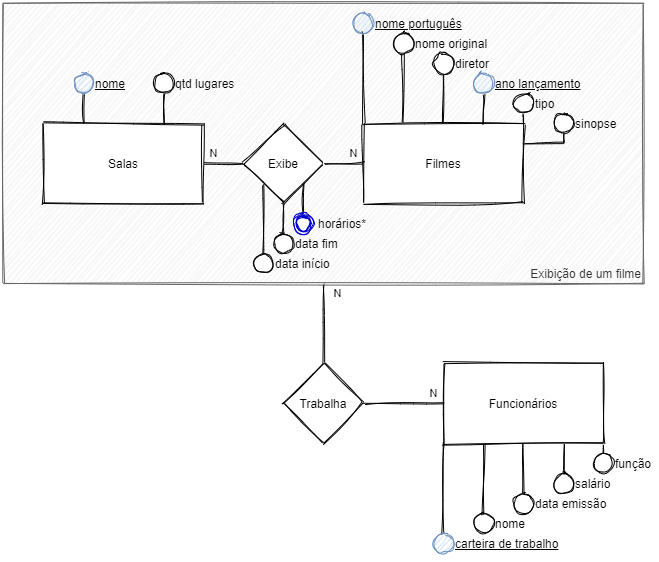 nome português
nome original
diretor
nome
qtd lugares
ano lançamento
tipo
sinopse
Salas
N
Exibe
N
Filmes
horários*
data fim
data início
Exibição de um filme
N
Trabalha
N
Funcionários
função
salário
data emissão
nome
carteira de trabalho